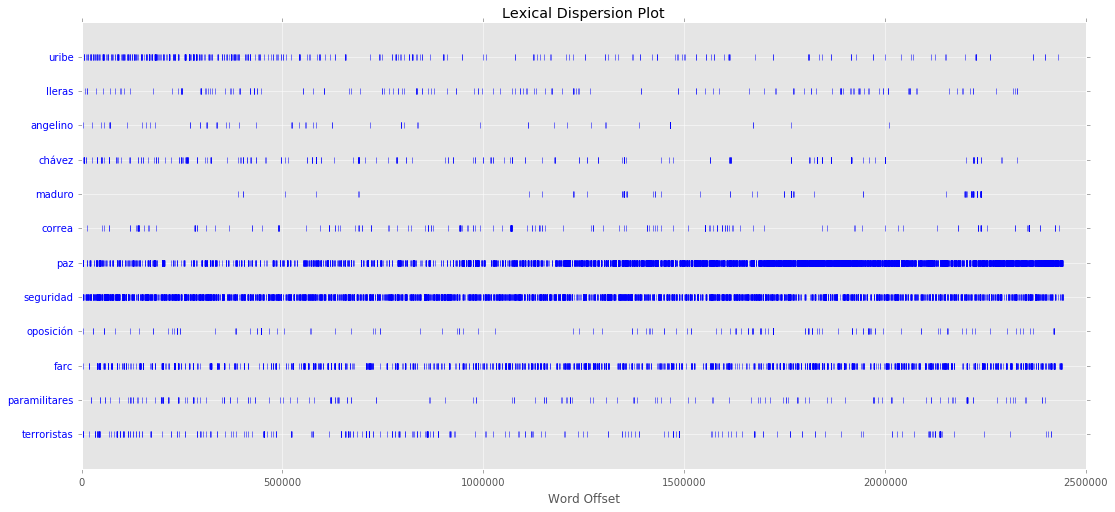 Lexical Dispersion Plot
uribe
lleras
angelino
chávez
maduro
correa
paz
seguridad
oposición
farc
paramilitares
terroristas
0 500000 1000000 1500000 2000000 2500000
Word Offset